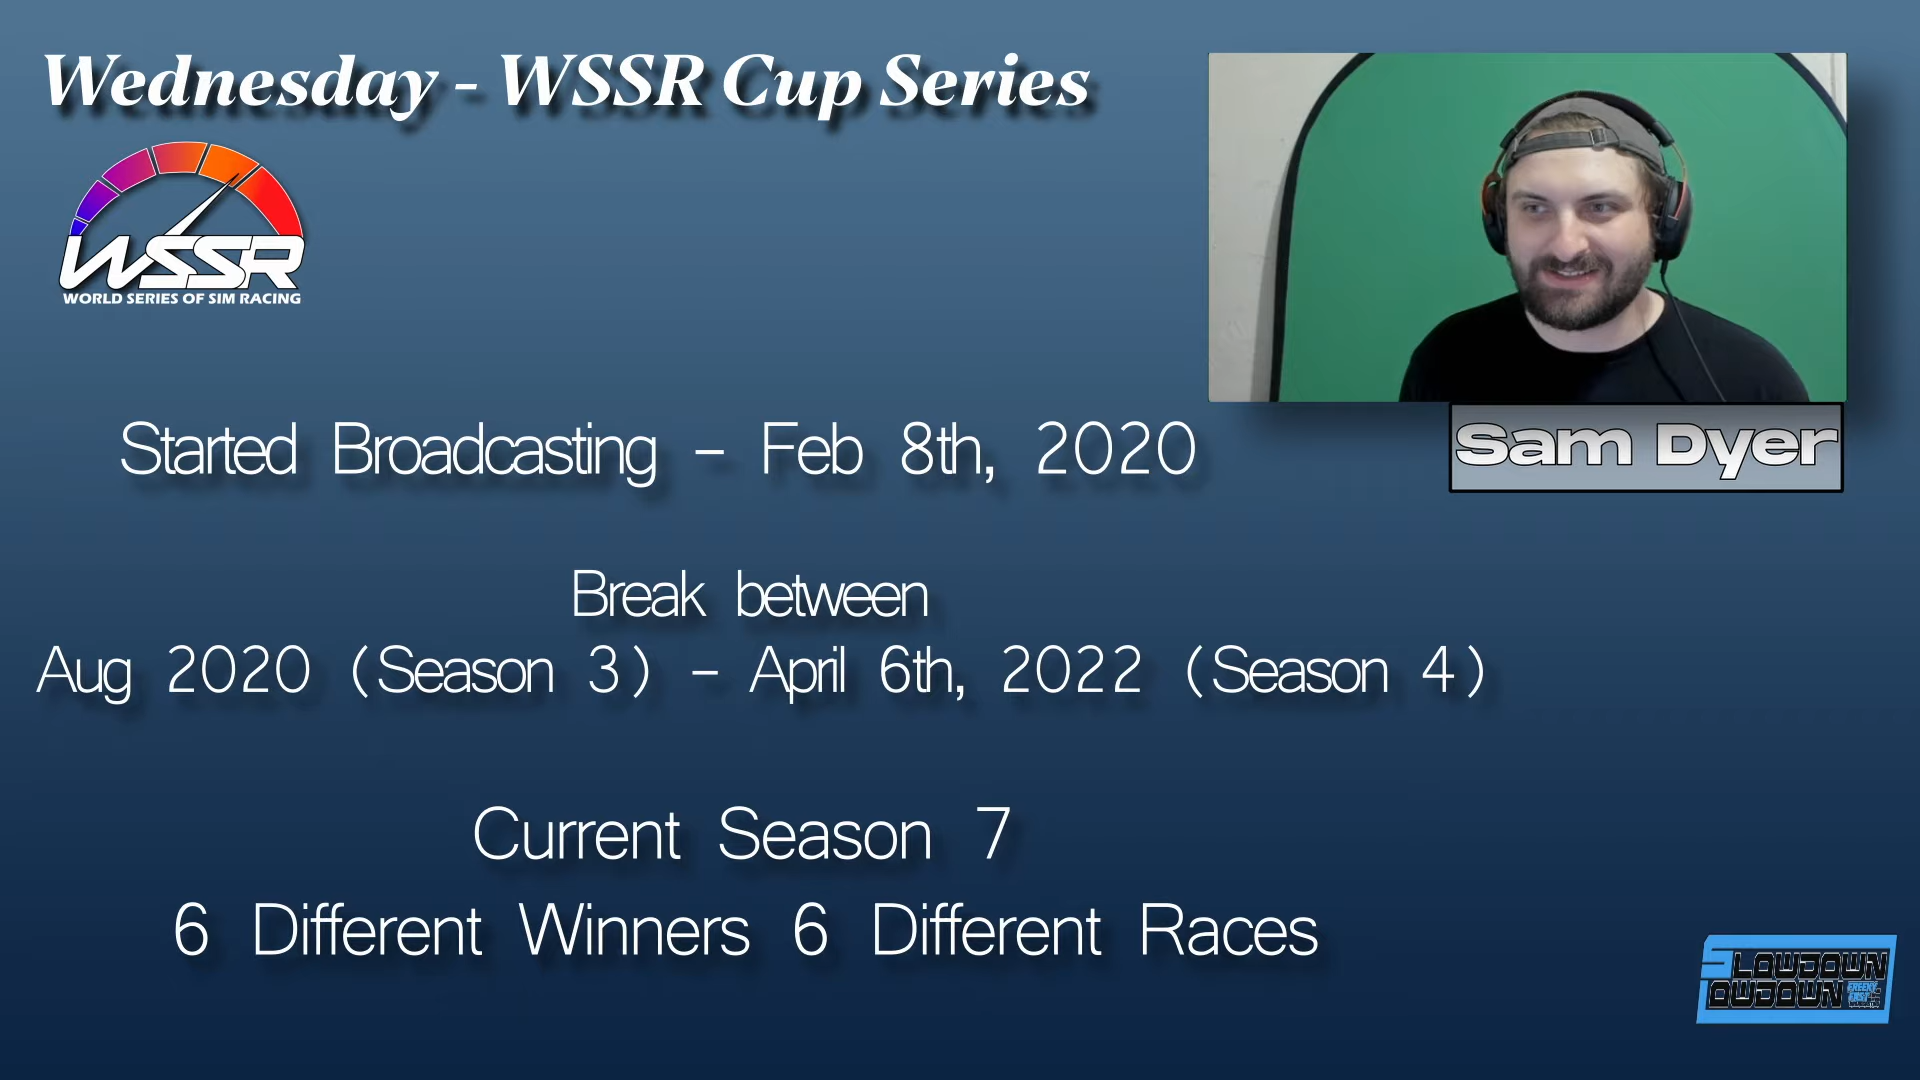 Wednesday - WSSR Cup Series
WSSR
WORLD SERIES OF SIM RACING
Sam Dyer
Started Broadcasting - Feb 8th, 2020
Break between
Aug 2020 (Season 3) - April 6th, 2022 (Season 4)
Current Season 7
6 Different Winners 6 Different Races
SLOWDOWN
LOWDOWN